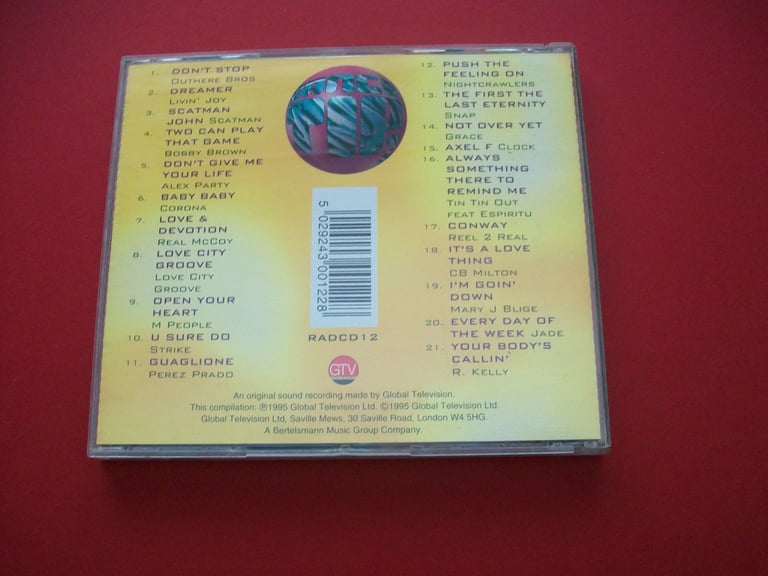 1. DON'T STOP
OUTHERE BROS
2. DREAMER
LIVIN' JOY
3. SCATMAN
JOHN SCATMAN
4. TWO CAN PLAY
THAT GAME
BOBBY BROWN
5. DON'T GIVE ME
YOUR LIFE
ALEX PARTY
6. BABY BABY
CORONA
7. LOVE &
DEVOTION
REAL MCCOY
8. LOVE CITY
GROOVE
LOVE CITY
GROOVE
9. OPEN YOUR
HEART
M PEOPLE
10. U SURE DO
STRIKE
11. GUAGLIONE
PEREZ PRADO
5 029243 001228
RADCD12
GTV
12. PUSH THE
FEELING ON
NIGHTCRAWLERS
13. THE FIRST THE
LAST ETERNITY
SNAP
14. NOT OVER YET
GRACE
15. AXEL F CLOCK
16. ALWAYS
SOMETHING
THERE TO
REMIND ME
TIN TIN OUT
FEAT ESPIRITU
17. CONWAY
REEL 2 REAL
18. IT'S A LOVE
THING
CB MILTON
19. I'M GOIN'
DOWN
MARY J BLIGE
20. EVERY DAY OF
THE WEEK JADE
21. YOUR BODY'S
CALLIN'
R. KELLY
An original sound recording made by Global Television.
This compilation: ℗1995 Global Television Ltd. ©1995 Global Television Ltd.
Global Television Ltd, Saville Mews, 30 Saville Road, London W4 5HG.
A Bertelsmann Music Group Company.